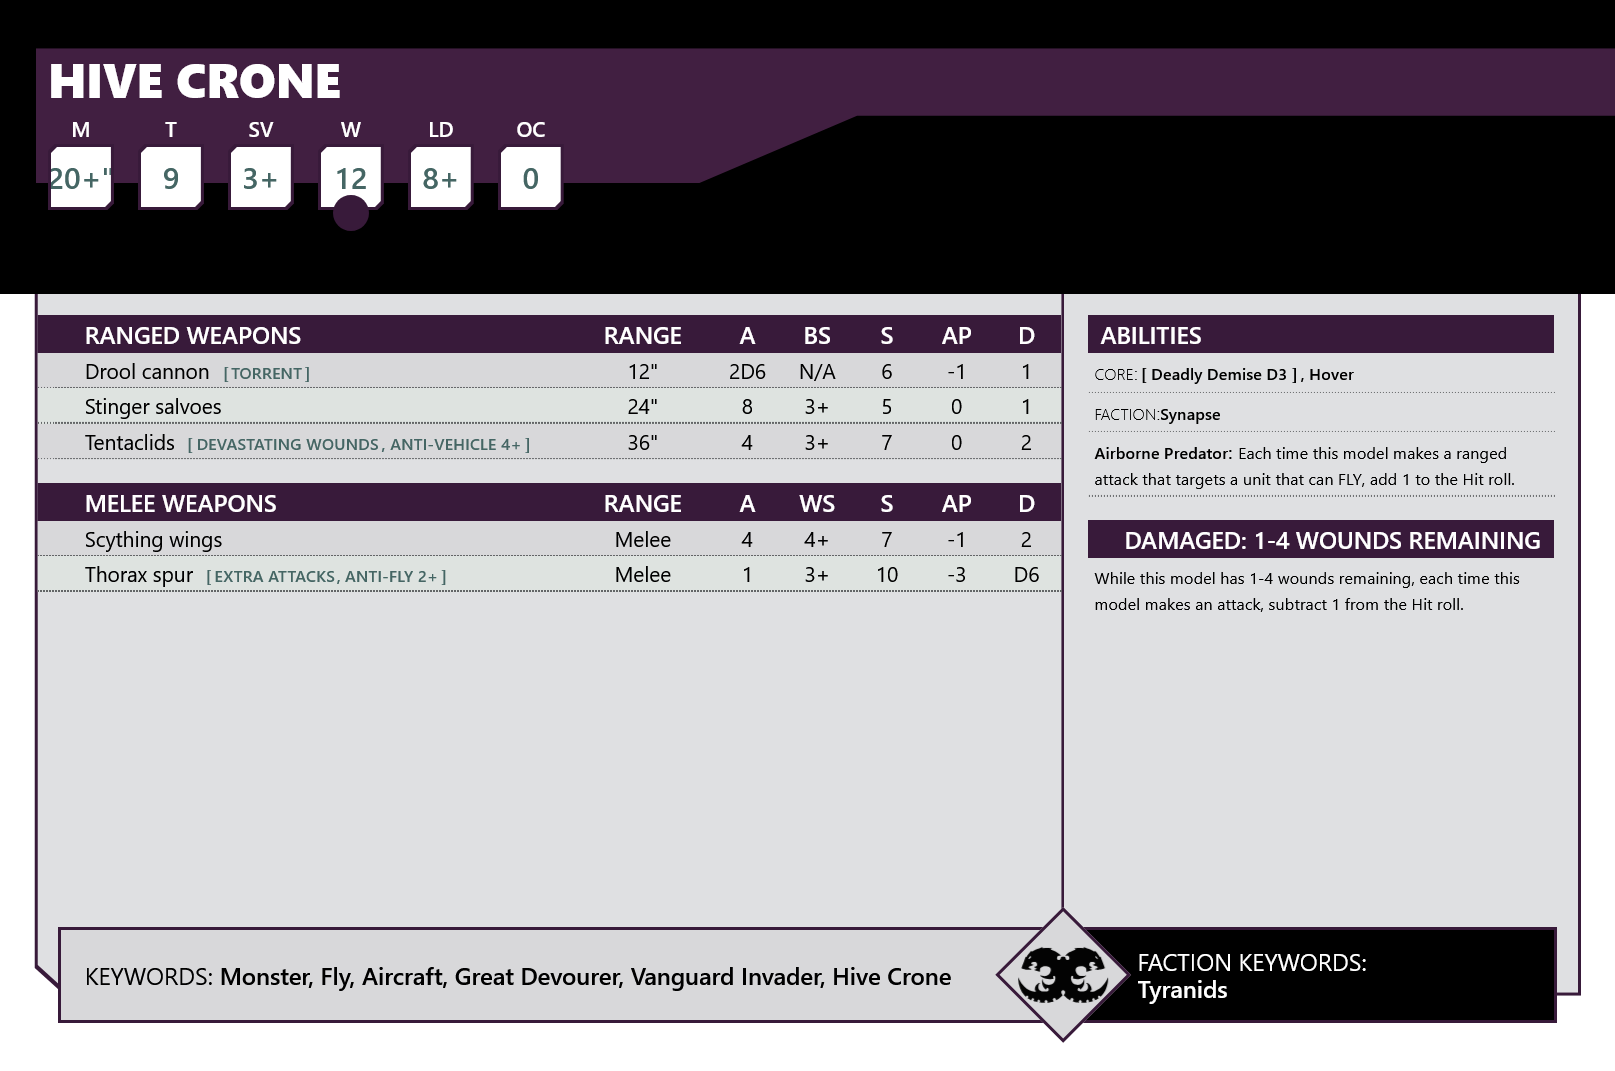 HIVE CRONE
M T SV W LD OC
20+" 9 3+ 12 8+ 0
RANGED WEAPONS RANGE A BS S AP D
Drool cannon [ TORRENT ] 12" 2D6 N/A 6 -1 1
Stinger salvoes 24" 8 3+ 5 0 1
Tentaclids [ DEVASTATING WOUNDS , ANTI-VEHICLE 4+ ] 36" 4 3+ 7 0 2
MELEE WEAPONS RANGE A WS S AP D
Scything wings Melee 4 4+ 7 -1 2
Thorax spur [ EXTRA ATTACKS , ANTI-FLY 2+ ] Melee 1 3+ 10 -3 D6
ABILITIES
CORE: [ Deadly Demise D3 ] , Hover
FACTION:Synapse
Airborne Predator: Each time this model makes a ranged
attack that targets a unit that can FLY, add 1 to the Hit roll.
DAMAGED: 1-4 WOUNDS REMAINING
While this model has 1-4 wounds remaining, each time this
model makes an attack, subtract 1 from the Hit roll.
KEYWORDS: Monster, Fly, Aircraft, Great Devourer, Vanguard Invader, Hive Crone
FACTION KEYWORDS:
Tyranids